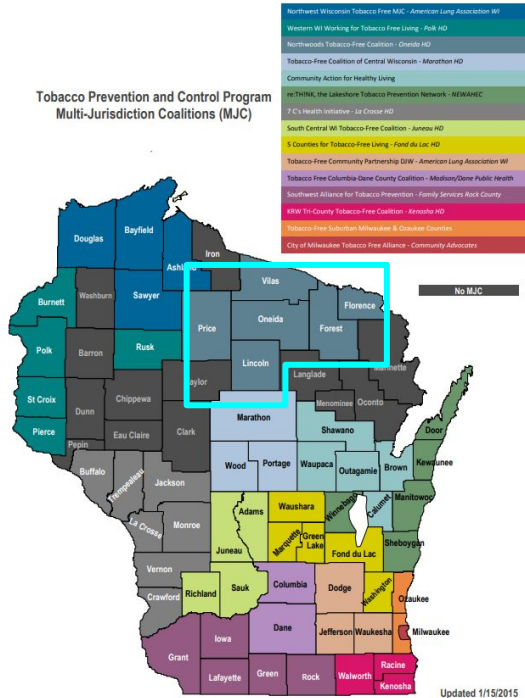 Northwest Wisconsin Tobacco Free MJC - American Lung Association WI
Western WI Working for Tobacco Free Living - Polk HD
Northwoods Tobacco-Free Coalition - Oneida HD
Tobacco-Free Coalition of Central Wisconsin - Marathon HD
Community Action for Healthy Living
re:THINK, the Lakeshore Tobacco Prevention Network - NEWAHEC
7 C's Health Initiative - La Crosse HD
South Central WI Tobacco-Free Coalition - Juneau HD
5 Counties for Tobacco-Free Living - Fond du Lac HD
Tobacco-Free Community Partnership DJW - American Lung Association WI
Tobacco Free Columbia-Dane County Coalition - Madison/Dane Public Health
Southwest Alliance for Tobacco Prevention - Family Services Rock County
KRW Tri-County Tobacco-Free Coalition - Kenosha HD
Tobacco-Free Suburban Milwaukee & Ozaukee Counties
City of Milwaukee Tobacco Free Alliance - Community Advocates
Tobacco Prevention and Control Program
Multi-Jurisdiction Coalitions (MJC)
No MJC
Douglas
Bayfield
Ashland
Iron
Vilas
Florence
Burnett
Washburn
Sawyer
Price
Oneida
Forest
Marinette
Polk
Barron
Rusk
Lincoln
Langlade
Taylor
St Croix
Dunn
Chippewa
Menominee
Oconto
Pierce
Pepin
Eau Claire
Clark
Marathon
Shawano
Door
Buffalo
Trempealeau
Jackson
Wood
Portage
Waupaca
Outagamie
Brown
Kewaunee
La Crosse
Monroe
Adams
Waushara
Winnebago
Calumet
Manitowoc
Juneau
Marquette
Green
Lake
Fond du Lac
Sheboygan
Vernon
Crawford
Richland
Sauk
Columbia
Dodge
Washington
Ozaukee
Grant
Iowa
Dane
Jefferson
Waukesha
Milwaukee
Lafayette
Green
Rock
Walworth
Racine
Kenosha
Updated 1/15/2015